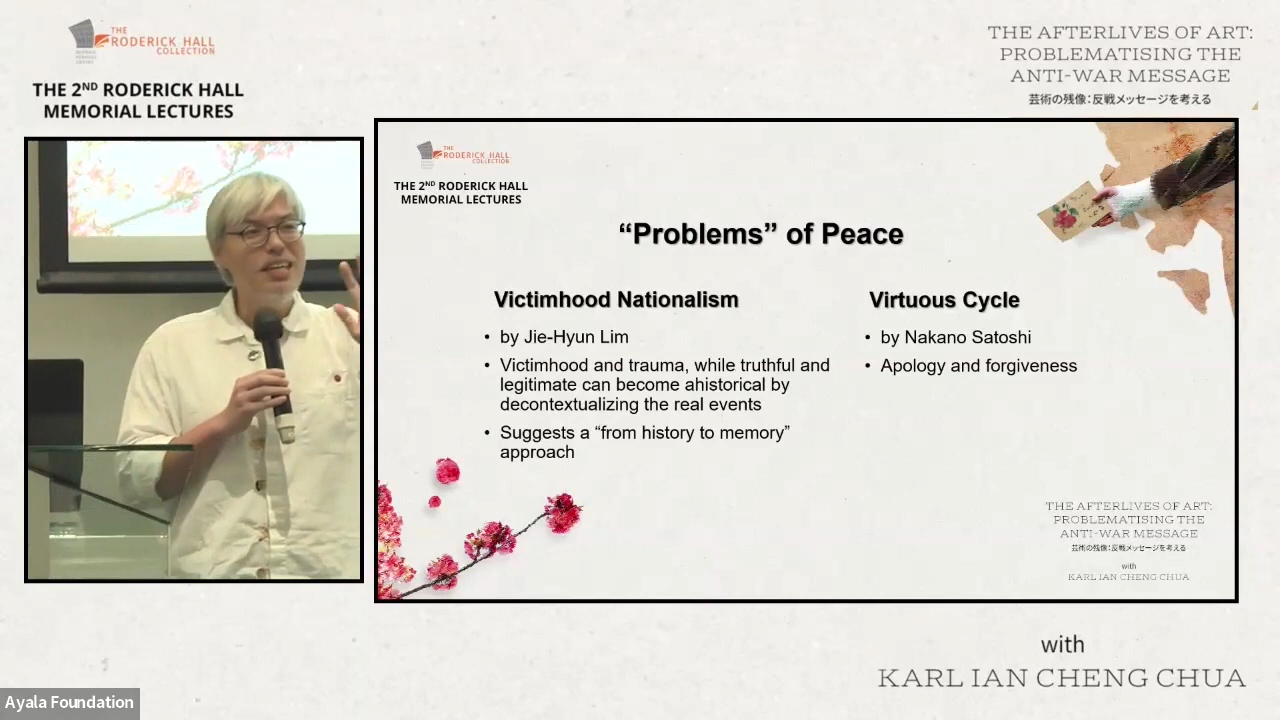 THE
RODERICK HALL
COLLECTION
THE 2ND RODERICK HALL
MEMORIAL LECTURES
THE AFTERLIVES OF ART:
PROBLEMATISING THE
ANTI-WAR MESSAGE
芸術の残像：反戦メッセージを考える
THE
RODERICK HALL
COLLECTION
THE 2ND RODERICK HALL
MEMORIAL LECTURES
“Problems” of Peace
Victimhood Nationalism
• by Jie-Hyun Lim
• Victimhood and trauma, while truthful and
legitimate can become ahistorical by
decontextualizing the real events
• Suggests a “from history to memory”
approach
Virtuous Cycle
• by Nakano Satoshi
• Apology and forgiveness
THE AFTERLIVES OF ART:
PROBLEMATISING THE
ANTI-WAR MESSAGE
芸術の残像：反戦メッセージを考える
with
KARL IAN CHENG CHUA
with
KARL IAN CHENG CHUA
Ayala Foundation